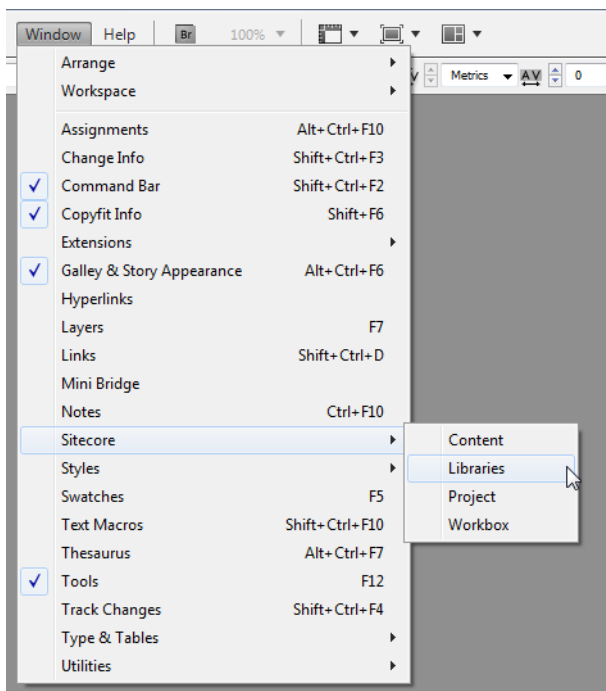 Window Help Br 100%
Metrics AV 0
Arrange
Workspace
Assignments Alt+Ctrl+F10
Change Info Shift+Ctrl+F3
Command Bar Shift+Ctrl+F2
Copyfit Info Shift+F6
Extensions
Galley & Story Appearance Alt+Ctrl+F6
Hyperlinks
Layers F7
Links Shift+Ctrl+D
Mini Bridge
Notes Ctrl+F10
Sitecore
Content
Libraries
Project
Workbox
Styles
Swatches F5
Text Macros Shift+Ctrl+F10
Thesaurus Alt+Ctrl+F7
Tools F12
Track Changes Shift+Ctrl+F4
Type & Tables
Utilities